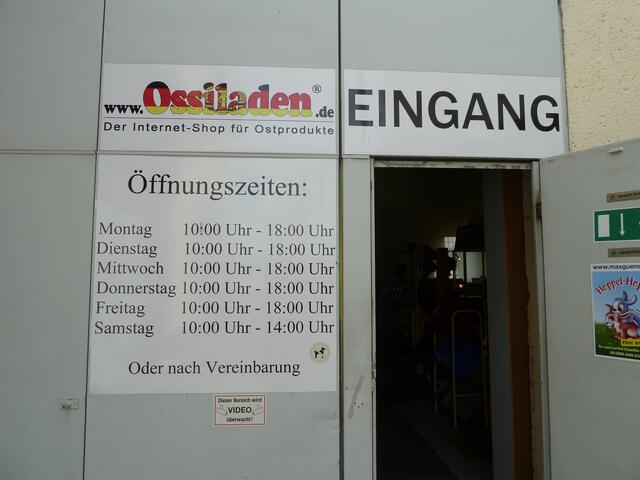 www.Ossiladen®.de
Der Internet-Shop für Ostprodukte
EINGANG
Öffnungszeiten:
Montag 10:00 Uhr - 18:00 Uhr
Dienstag 10:00 Uhr - 18:00 Uhr
Mittwoch 10:00 Uhr - 18:00 Uhr
Donnerstag 10:00 Uhr - 18:00 Uhr
Freitag 10:00 Uhr - 18:00 Uhr
Samstag 10:00 Uhr - 14:00 Uhr
Oder nach Vereinbarung
Dieser Bereich wird
VIDEO
überwacht!